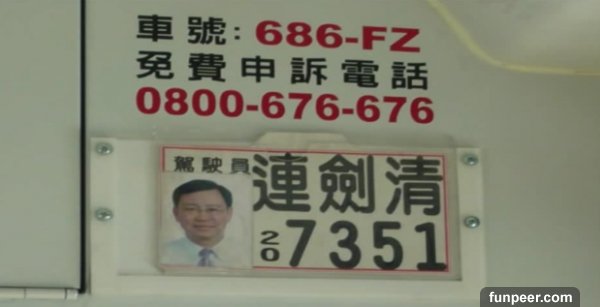 車號: 686-FZ
免費申訴電話
0800-676-676
駕駛員
連劍清
20 7351
funpeer.com